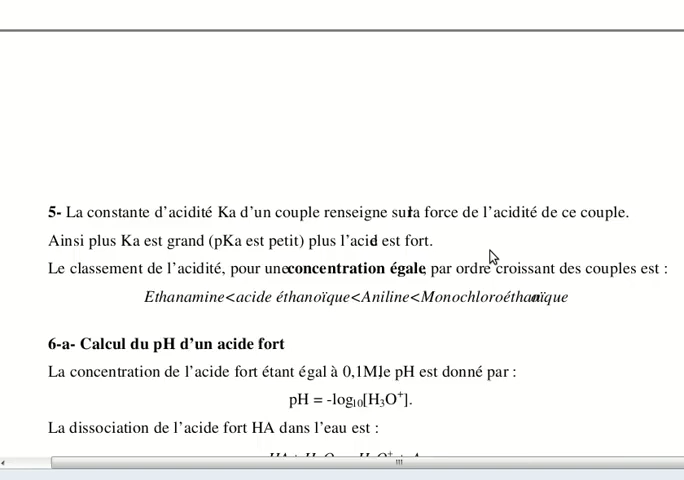 5- La constante d'acidité Ka d'un couple renseigne sur la force de l'acidité de ce couple.
Ainsi plus Ka est grand (pKa est petit) plus l'acide est fort.
Le classement de l'acidité, pour une concentration égale, par ordre croissant des couples est :
Ethanamine<acide éthanoïque<Aniline<Monochloroéthanoïque
6-a- Calcul du pH d'un acide fort
La concentration de l'acide fort étant égal à 0,1M, le pH est donné par :
pH = -log₁₀[H₃O⁺].
La dissociation de l'acide fort HA dans l'eau est :